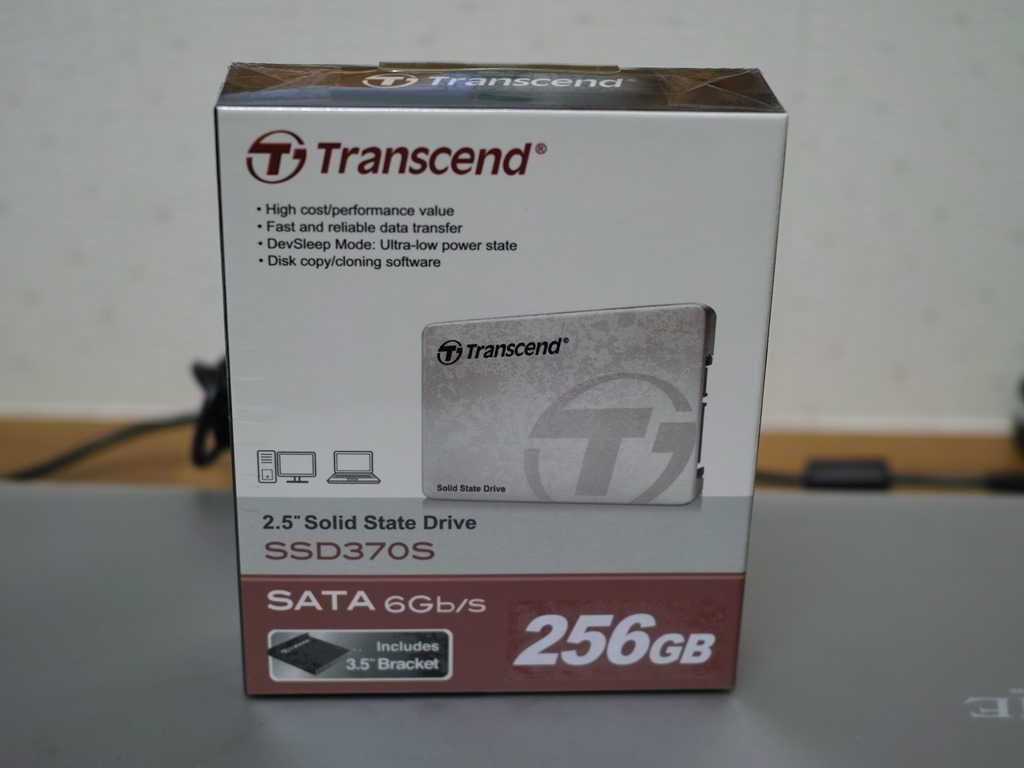 Transcend
Transcend®
• High cost/performance value
• Fast and reliable data transfer
• DevSleep Mode: Ultra-low power state
• Disk copy/cloning software
Transcend®
Solid State Drive
2.5" Solid State Drive
SSD370S
SATA 6Gb/s
Includes
3.5" Bracket
256GB